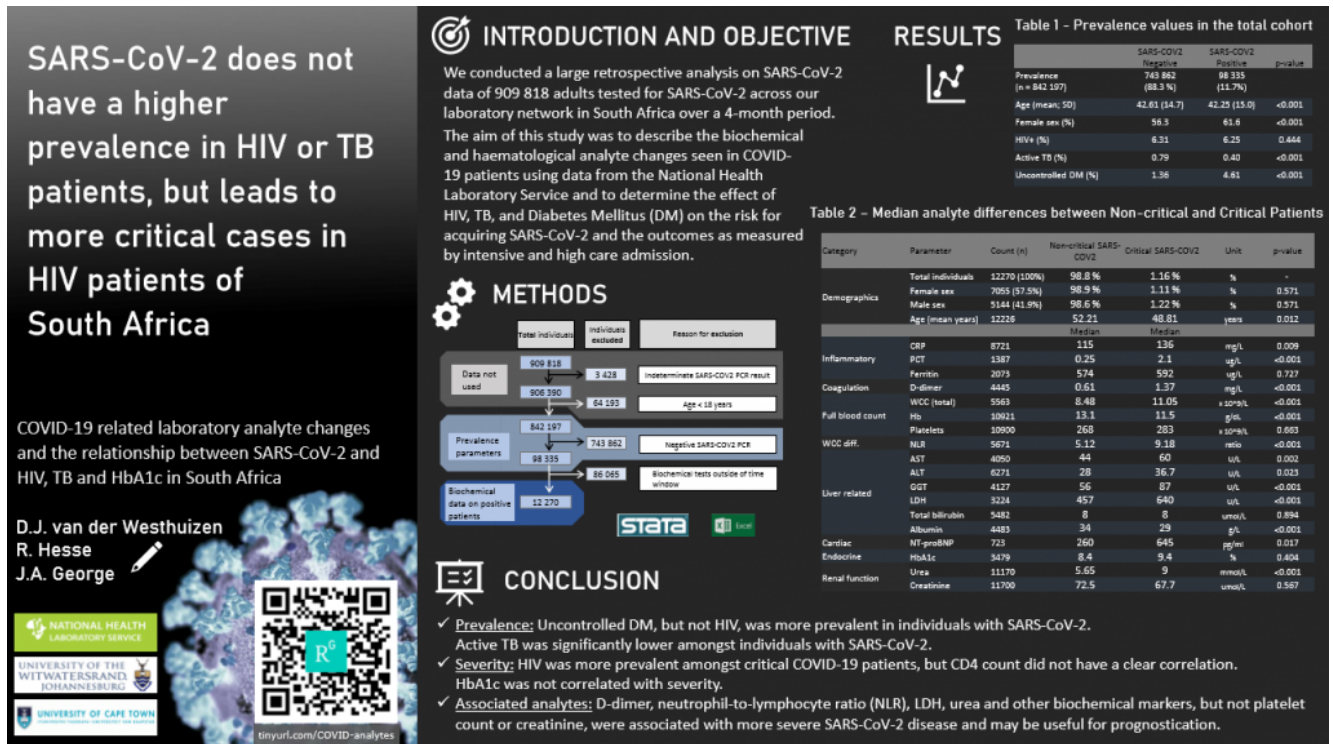 SARS-CoV-2 does not
have a higher
prevalence in HIV or TB
patients, but leads to
more critical cases in
HIV patients of
South Africa
COVID-19 related laboratory analyte changes
and the relationship between SARS-CoV-2 and
HIV, TB and HbA1c in South Africa
D.J. van der Westhuizen
R. Hesse
J.A. George
NATIONAL HEALTH
LABORATORY SERVICE
UNIVERSITY OF THE
WITWATERSRAND,
JOHANNESBURG
UNIVERSITY OF CAPE TOWN
RG
tinyurl.com/COVID-analytes
INTRODUCTION AND OBJECTIVE
We conducted a large retrospective analysis on SARS-CoV-2
data of 909 818 adults tested for SARS-CoV-2 across our
laboratory network in South Africa over a 4-month period.
The aim of this study was to describe the biochemical
and haematological analyte changes seen in COVID-
19 patients using data from the National Health
Laboratory Service and to determine the effect of
HIV, TB, and Diabetes Mellitus (DM) on the risk for
acquiring SARS-CoV-2 and the outcomes as measured
by intensive and high care admission.
METHODS
Total individuals Individuals excluded Reason for exclusion
Data not used
909 818
3 428 Indeterminate SARS-COV2 PCR result
906 390
64 193 Age < 18 years
Prevalence parameters
842 197
743 862 Negative SARS-COV2 PCR
98 335
86 065 Biochemical tests outside of time window
Biochemical data on positive patients
12 270
STATA
Excel
RESULTS
Table 1 - Prevalence values in the total cohort
SARS-COV2 Negative SARS-COV2 Positive p-value
Prevalence (n = 842 197) 743 862 (88.3 %) 98 335 (11.7%)
Age (mean; SD) 42.61 (14.7) 42.25 (15.0) <0.001
Female sex (%) 56.3 61.6 <0.001
HIV+ (%) 6.31 6.25 0.444
Active TB (%) 0.79 0.40 <0.001
Uncontrolled DM (%) 1.36 4.61 <0.001
Table 2 – Median analyte differences between Non-critical and Critical Patients
Category Parameter Count (n) Non-critical SARS-COV2 Critical SARS-COV2 Unit p-value
Demographics
Total individuals 12270 (100%) 98.8 % 1.16 % % -
Female sex 7055 (57.5%) 98.9 % 1.11 % % 0.571
Male sex 5144 (41.9%) 98.6 % 1.22 % % 0.571
Age (mean years) 12226 52.21 48.81 years 0.012
Median Median
Inflammatory
CRP 8721 115 136 mg/L 0.009
PCT 1387 0.25 2.1 ug/L <0.001
Ferritin 2073 574 592 ug/L 0.727
Coagulation D-dimer 4445 0.61 1.37 mg/L <0.001
Full blood count
WCC (total) 5563 8.48 11.05 x 10^9/L <0.001
Hb 10921 13.1 11.5 g/dL <0.001
Platelets 10900 268 283 x 10^9/L 0.663
WCC diff. NLR 5671 5.12 9.18 ratio <0.001
Liver related
AST 4050 44 60 u/L 0.002
ALT 6271 28 36.7 u/L 0.023
GGT 4127 56 87 u/L <0.001
LDH 3224 457 640 u/L <0.001
Total bilirubin 5482 8 8 umol/L 0.894
Albumin 4483 34 29 g/L <0.001
Cardiac NT-proBNP 723 260 645 pg/ml 0.017
Endocrine HbA1c 3479 8.4 9.4 % 0.404
Renal function
Urea 11170 5.65 9 mmol/L <0.001
Creatinine 11700 72.5 67.7 umol/L 0.567
CONCLUSION
✓ Prevalence: Uncontrolled DM, but not HIV, was more prevalent in individuals with SARS-CoV-2.
Active TB was significantly lower amongst individuals with SARS-CoV-2.
✓ Severity: HIV was more prevalent amongst critical COVID-19 patients, but CD4 count did not have a clear correlation.
HbA1c was not correlated with severity.
✓ Associated analytes: D-dimer, neutrophil-to-lymphocyte ratio (NLR), LDH, urea and other biochemical markers, but not platelet
count or creatinine, were associated with more severe SARS-CoV-2 disease and may be useful for prognostication.